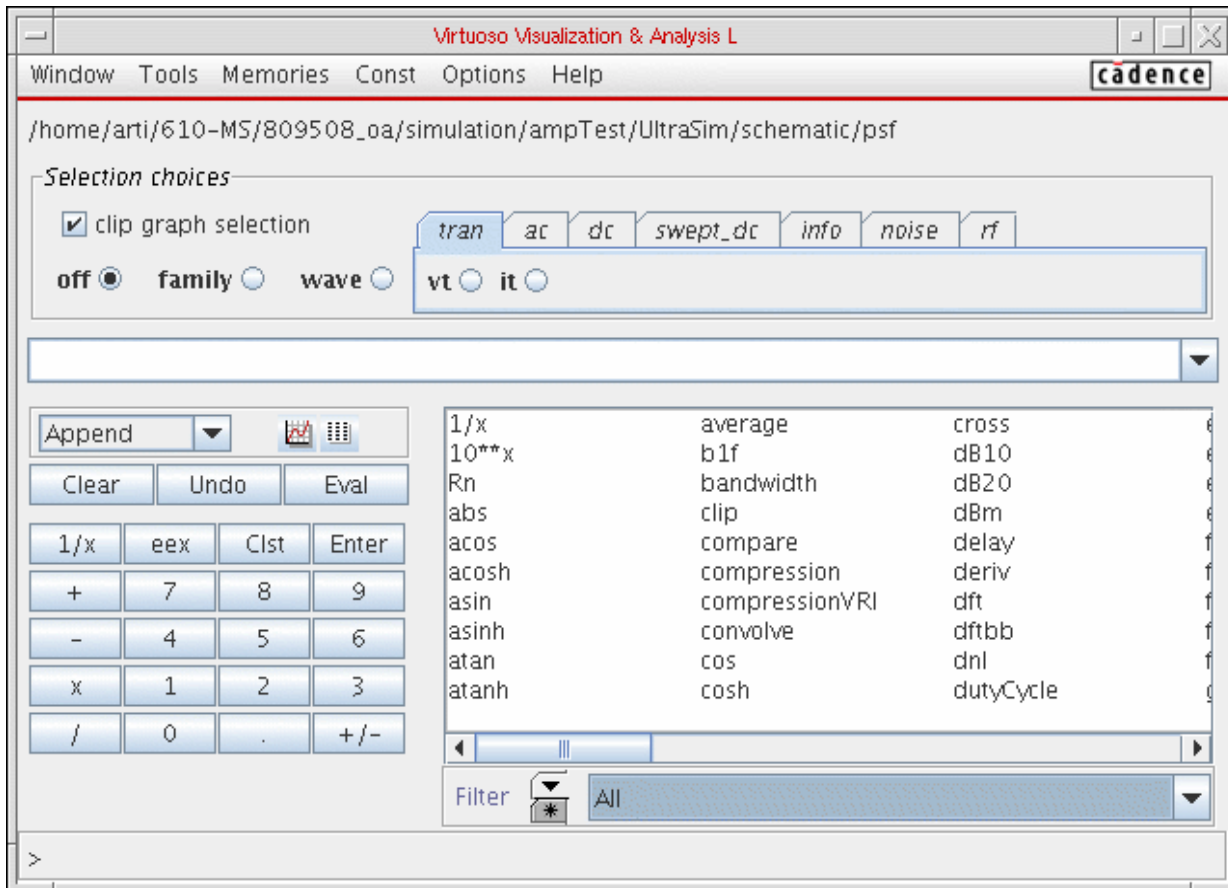 Virtuoso Visualization & Analysis L
Window Tools Memories Const Options Help cādence
/home/arti/610-MS/809508_oa/simulation/ampTest/UltraSim/schematic/psf
Selection choices
clip graph selection tran ac dc swept_dc info noise rf
off family wave vt it
Append
Clear Undo Eval
1/x eex Clst Enter
+ 7 8 9
- 4 5 6
x 1 2 3
/ 0 . +/-
1/x average cross
10**x b1f dB10
Rn bandwidth dB20
abs clip dBm
acos compare delay
acosh compression deriv
asin compressionVRI dft
asinh convolve dftbb
atan cos dnl
atanh cosh dutyCycle
Filter All
>